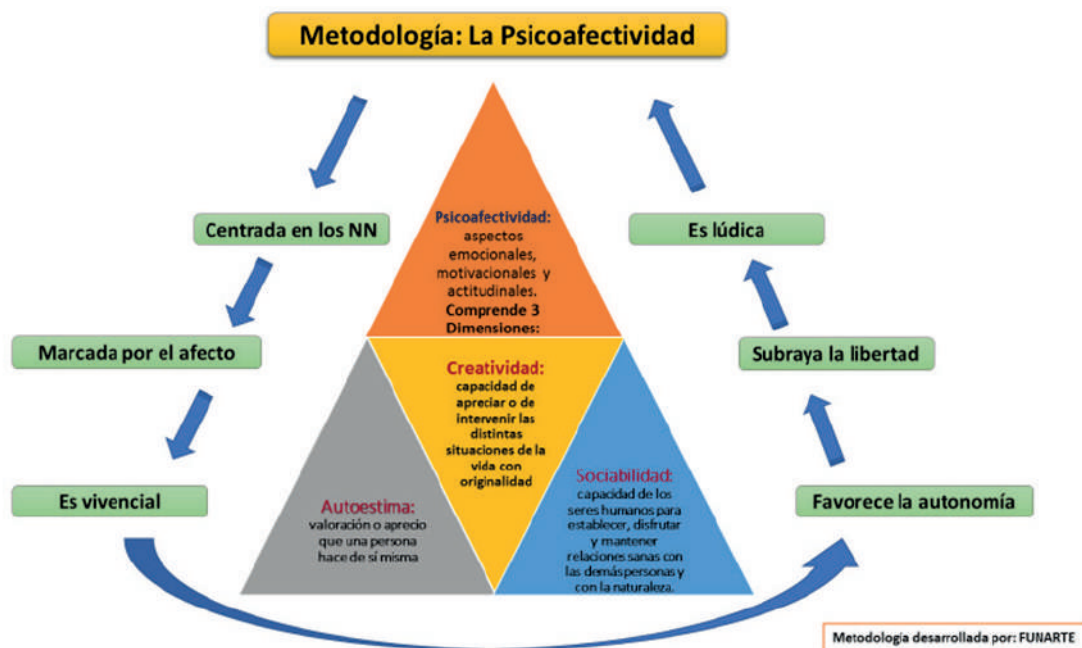 Metodología: La Psicoafectividad
Centrada en los NN
Marcada por el afecto
Es vivencial
Psicoafectividad:
aspectos
emocionales,
motivacionales y
actitudinales.
Comprende 3
Dimensiones:
Creatividad:
capacidad de
apreciar o de
intervenir las
distintas
situaciones de la
vida con
originalidad
Autoestima:
valoración o aprecio
que una persona
hace de sí misma
Sociabilidad:
capacidad de los
seres humanos para
establecer, disfrutar
y mantener
relaciones sanas con
las demás personas y
con la naturaleza.
Es lúdica
Subraya la libertad
Favorece la autonomía
Metodología desarrollada por: FUNARTE